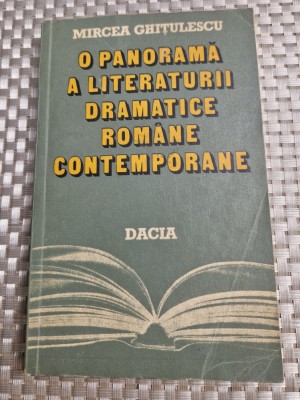 MIRCEA GHIȚULESCU
O PANORAMĂ
A LITERATURII
DRAMATICE
ROMÂNE
CONTEMPORANE
DACIA